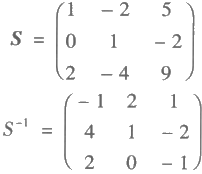 S = ( 1 - 2 5
0 1 - 2
2 - 4 9 )
S⁻¹ = ( - 1 2 1
4 1 - 2
2 0 - 1 )